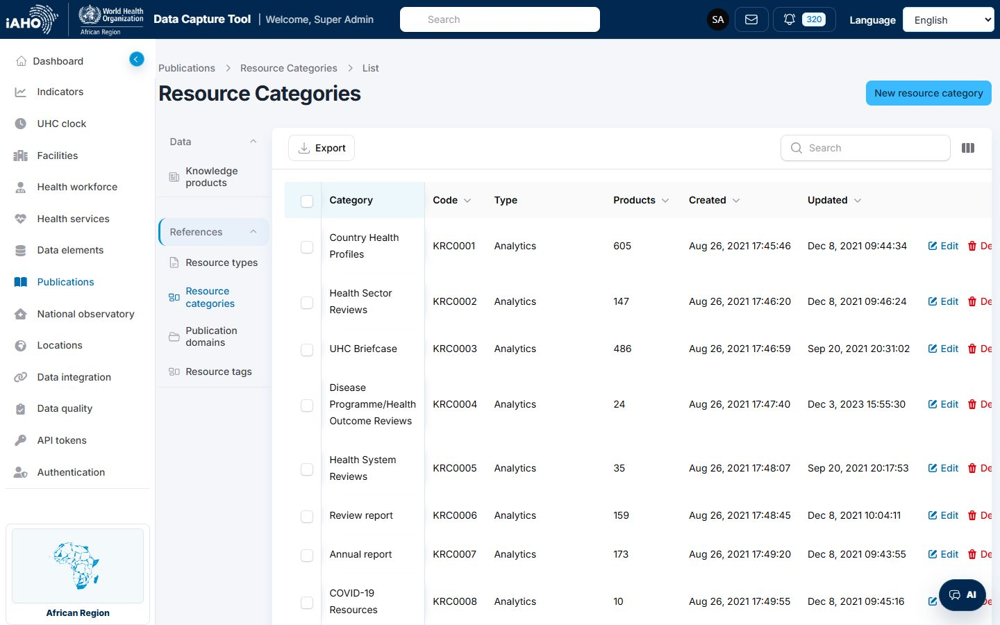 iAHO
World Health
Organization
African Region
Data Capture Tool
Welcome, Super Admin
Search
SA
320
Language
English
Dashboard
Indicators
UHC clock
Facilities
Health workforce
Health services
Data elements
Publications
National observatory
Locations
Data integration
Data quality
API tokens
Authentication
African Region
Publications > Resource Categories > List
Resource Categories
New resource category
Data
Knowledge
products
References
Resource types
Resource
categories
Publication
domains
Resource tags
Export
Search
Category Code Type Products Created Updated
Country Health
Profiles
KRC0001 Analytics 605 Aug 26, 2021 17:45:46 Dec 8, 2021 09:44:34 Edit De
Health Sector
Reviews
KRC0002 Analytics 147 Aug 26, 2021 17:46:20 Dec 8, 2021 09:46:24 Edit De
UHC Briefcase KRC0003 Analytics 486 Aug 26, 2021 17:46:59 Sep 20, 2021 20:31:02 Edit De
Disease
Programme/Health
Outcome Reviews
KRC0004 Analytics 24 Aug 26, 2021 17:47:40 Dec 3, 2023 15:55:30 Edit De
Health System
Reviews
KRC0005 Analytics 35 Aug 26, 2021 17:48:07 Sep 20, 2021 20:17:53 Edit De
Review report KRC0006 Analytics 159 Aug 26, 2021 17:48:45 Dec 8, 2021 10:04:11 Edit De
Annual report KRC0007 Analytics 173 Aug 26, 2021 17:49:20 Dec 8, 2021 09:43:55 Edit De
COVID-19
Resources
KRC0008 Analytics 10 Aug 26, 2021 17:49:55 Dec 8, 2021 09:45:16
AI